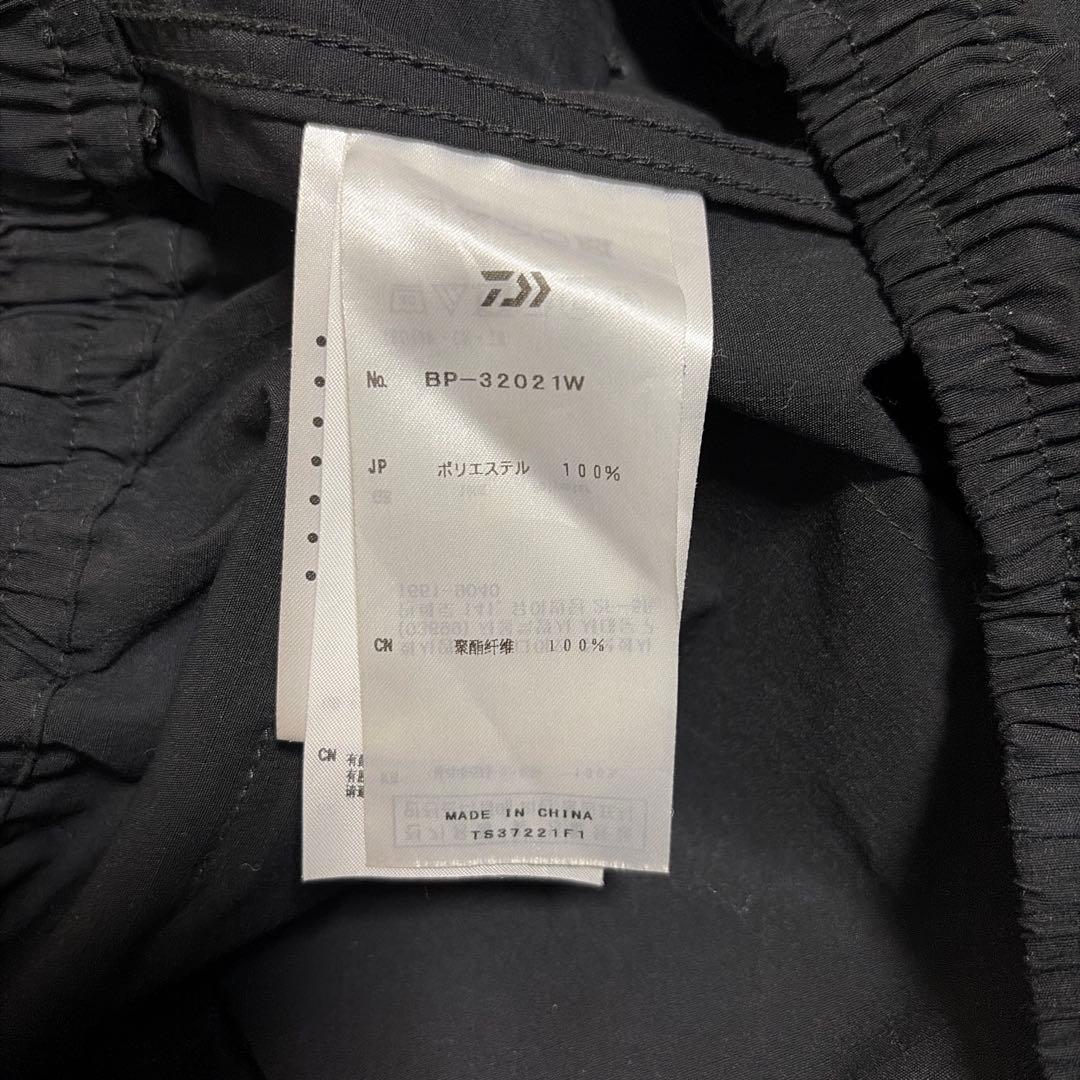 No. BP-32021W
JP ポリエステル 100%
CN 聚酯纤维 100%
CN
MADE IN CHINA
TS37221F1